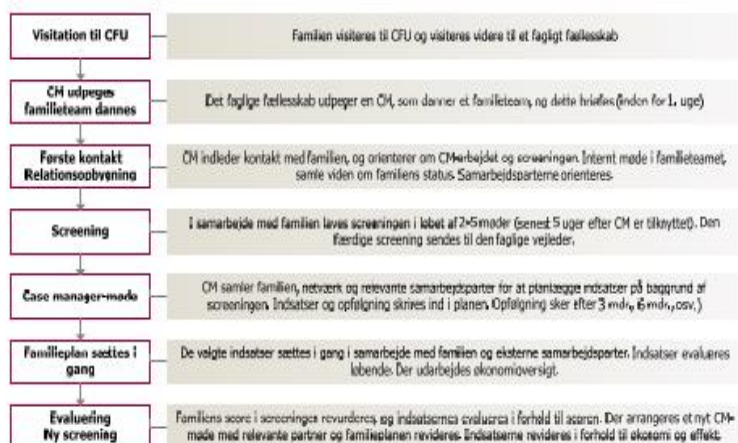 Visitation til CFU
Familien visiteres til CFU og visiteres videre til et fagligt fællesskab
CM udpeges
familieteam dannes
Det faglige fællesskab udpeger en CM, som danner et familieteam, og dette briefes (inden for 1. uge)
Første kontakt
Relationsopbygning
CM indleder kontakt med familien, og orienterer om CM-arbejdet og screeningen. Internt møde i familieteamet,
samle viden om familiens status. Samarbejdsparterne orienteres.
Screening
I samarbejde med familien laves screeningen i løbet af 2-5 møder (senest 5 uger efter CM er tilknyttet). Den
færdige screening sendes til den faglige vejleder.
Case manager-møde
CM samler familien, netværk og relevante samarbejdsparter for at planlægge indsatser på baggrund af
screeningen. Indsatser og opfølgning skrives ind i planen. Opfølgning sker efter 3 mdr., 6 mdr., osv.)
Familieplan sættes i
gang
De valgte indsatser sættes i gang i samarbejde med familien og eksterne samarbejdsparter. Indsatser evalueres
løbende. Der udarbejdes økonomioversigt.
Evaluering
Ny screening
Familiens score i screeningen revurderes, og indsatsernes evalueres i forhold til scoren. Der arrangeres et nyt CM-
møde med relevante partner og familieplanen revideres. Indsatserne revideres i forhold til økonomi og effekt.